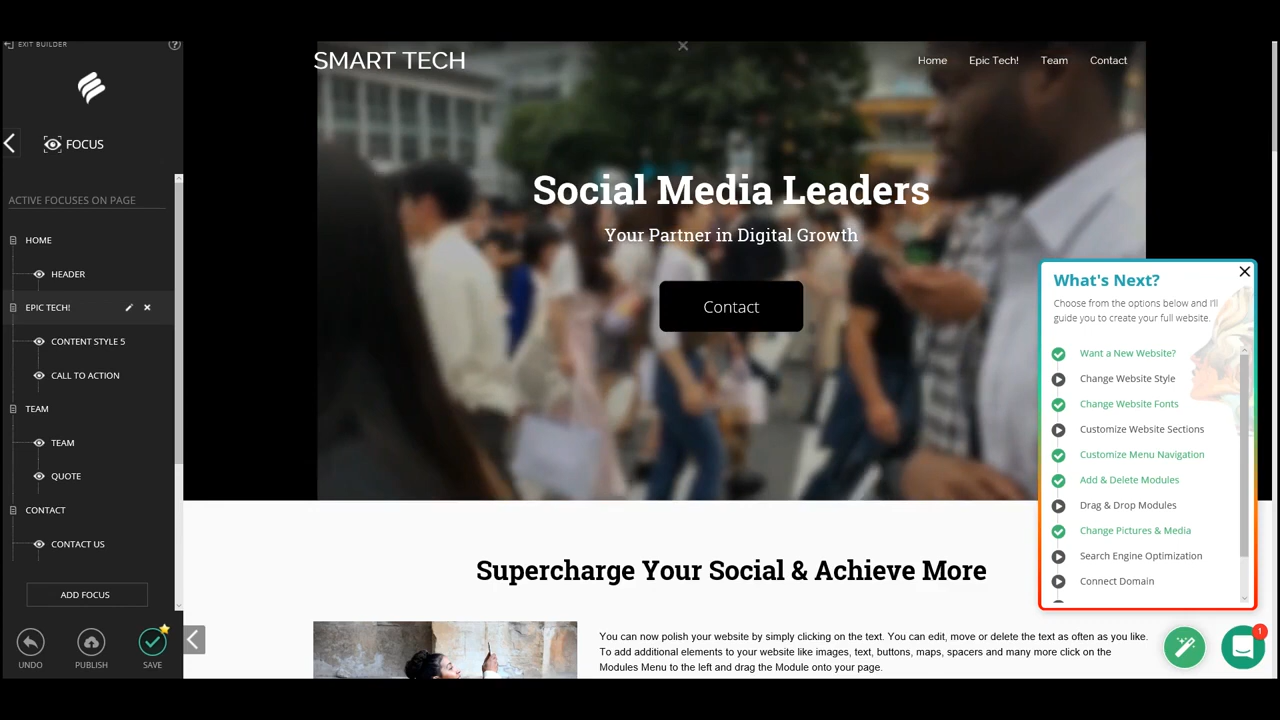 EXIT BUILDER
FOCUS
ACTIVE FOCUSES ON PAGE
HOME
HEADER
EPIC TECH!
CONTENT STYLE 5
CALL TO ACTION
TEAM
TEAM
QUOTE
CONTACT
CONTACT US
ADD FOCUS
UNDO
PUBLISH
SAVE
SMART TECH
Home
Epic Tech!
Team
Contact
Social Media Leaders
Your Partner in Digital Growth
Contact
Supercharge Your Social & Achieve More
You can now polish your website by simply clicking on the text. You can edit, move or delete the text as often as you like.
To add additional elements to your website like images, text, buttons, maps, spacers and many more click on the
Modules Menu to the left and drag the Module onto your page.
What's Next?
Choose from the options below and I'll
guide you to create your full website.
Want a New Website?
Change Website Style
Change Website Fonts
Customize Website Sections
Customize Menu Navigation
Add & Delete Modules
Drag & Drop Modules
Change Pictures & Media
Search Engine Optimization
Connect Domain
1